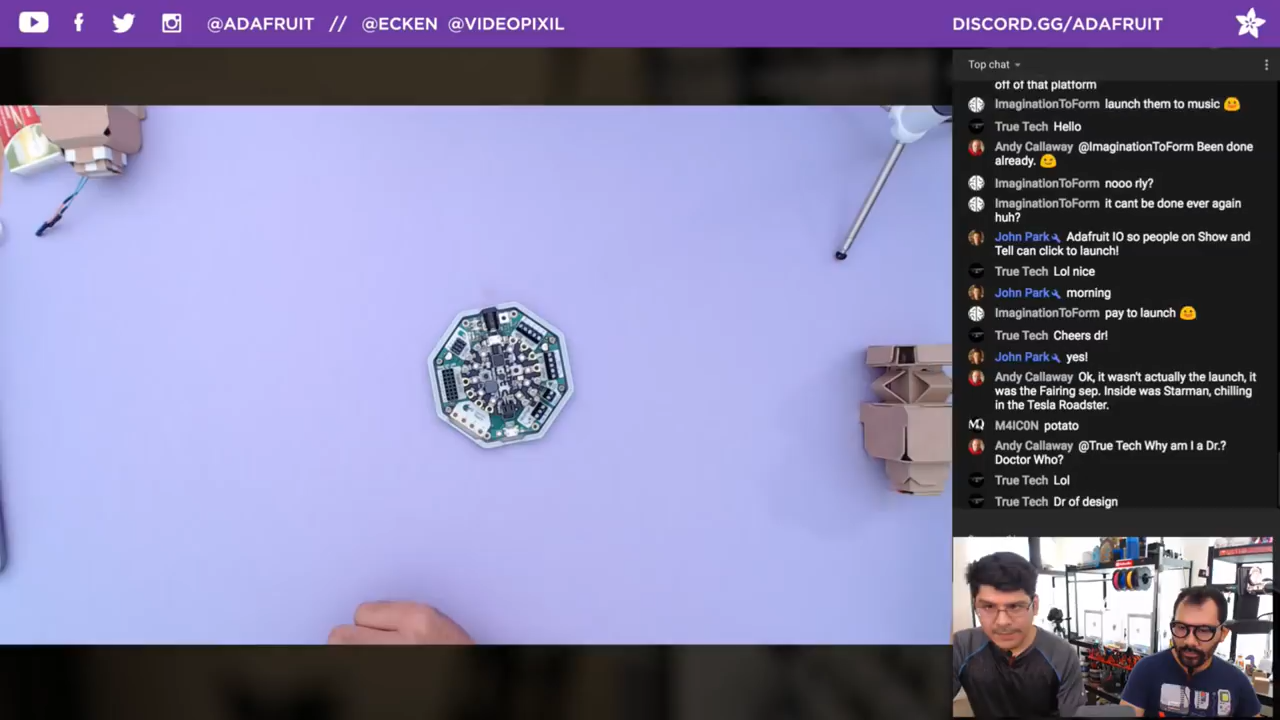 @ADAFRUIT // @ECKEN @VIDEOPIXIL
DISCORD.GG/ADAFRUIT
Top chat
off of that platform
ImaginationToForm launch them to music
True Tech Hello
Andy Callaway @ImaginationToForm Been done
already.
ImaginationToForm nooo rly?
ImaginationToForm it cant be done ever again
huh?
John Park Adafruit IO so people on Show and
Tell can click to launch!
True Tech Lol nice
John Park morning
ImaginationToForm pay to launch
True Tech Cheers dr!
John Park yes!
Andy Callaway Ok, it wasn't actually the launch, it
was the Fairing sep. Inside was Starman, chilling
in the Tesla Roadster.
M4IC0N potato
Andy Callaway @True Tech Why am I a Dr.?
Doctor Who?
True Tech Lol
True Tech Dr of design